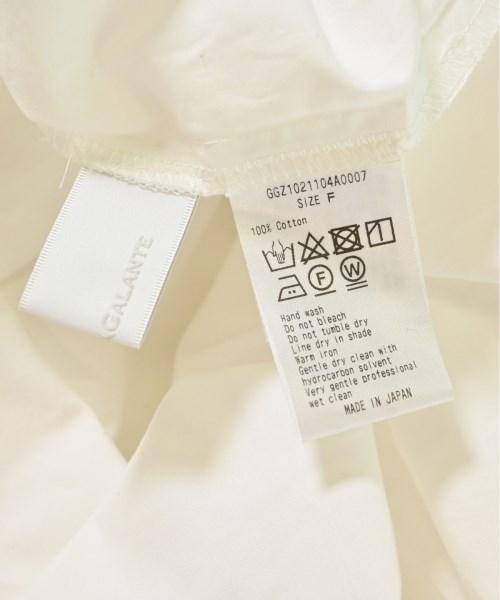 GGZ1021104A0007
SIZE F
100% Cotton
F W
Hand wash
Do not bleach
Do not tumble dry
Line dry in shade
Warm iron
Gentle dry clean with
hydrocarbon solvent
Very gentle professional
wet clean
MADE IN JAPAN
AGALANTE